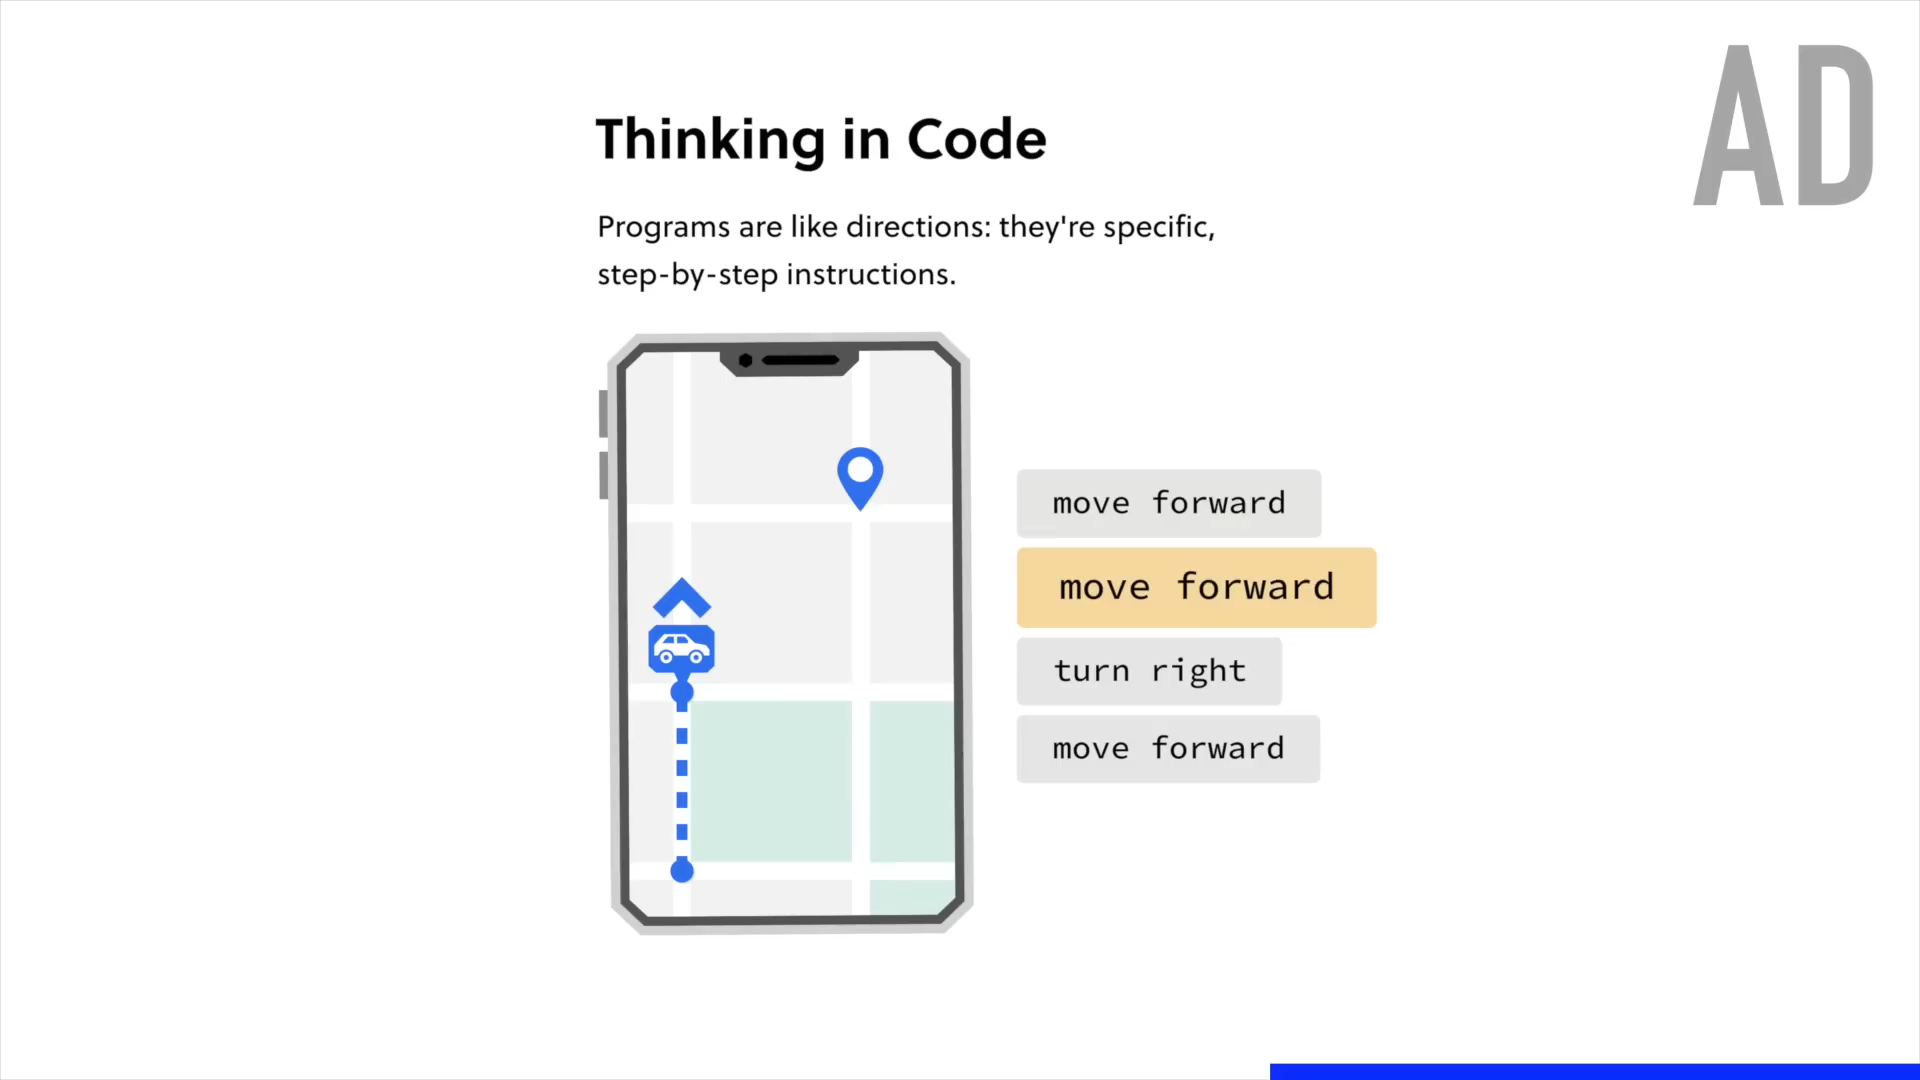 AD
Thinking in Code
Programs are like directions: they're specific,
step-by-step instructions.
move forward
move forward
turn right
move forward